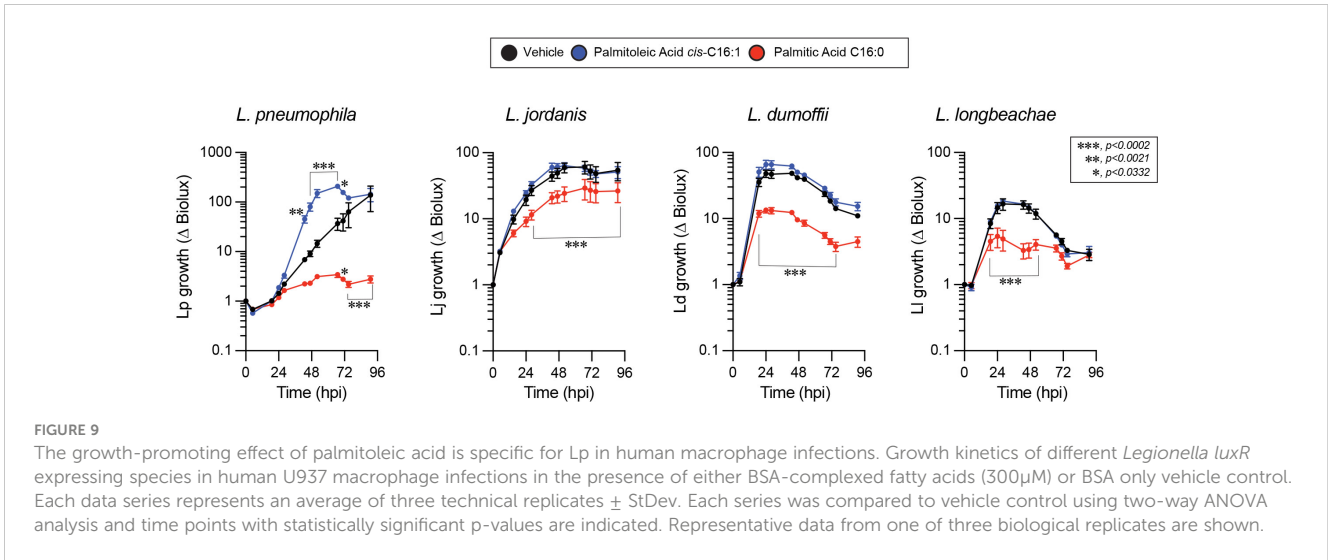 Vehicle Palmitoleic Acid cis-C16:1 Palmitic Acid C16:0
L. pneumophila
L. jordanis
L. dumoffii
L. longbeachae
***, p<0.0002
**, p<0.0021
*, p<0.0332
Lp growth (Δ Biolux)
1000
100
10
1
0.1
***
**
*
*
***
0 24 48 72 96
Time (hpi)
Lj growth (Δ Biolux)
100
10
1
0.1
***
0 24 48 72 96
Time (hpi)
Ld growth (Δ Biolux)
100
10
1
0.1
***
0 24 48 72 96
Time (hpi)
Ll growth (Δ Biolux)
100
10
1
0.1
***
0 24 48 72 96
Time (hpi)
FIGURE 9
The growth-promoting effect of palmitoleic acid is specific for Lp in human macrophage infections. Growth kinetics of different Legionella luxR
expressing species in human U937 macrophage infections in the presence of either BSA-complexed fatty acids (300µM) or BSA only vehicle control.
Each data series represents an average of three technical replicates ± StDev. Each series was compared to vehicle control using two-way ANOVA
analysis and time points with statistically significant p-values are indicated. Representative data from one of three biological replicates are shown.